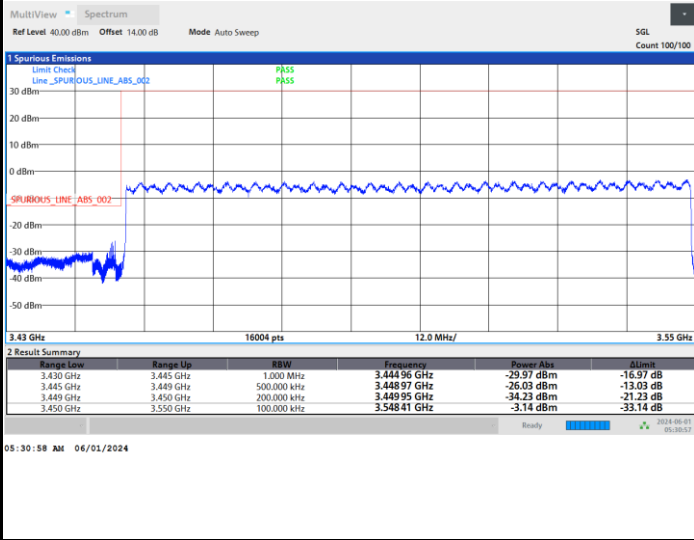 MultiView Spectrum
Ref Level 40.00 dBm Offset 14.00 dB Mode Auto Sweep SGL
Count 100/100
1 Spurious Emissions
Limit Check PASS
Line _SPURIOUS_LINE_ABS_002 PASS
30 dBm
20 dBm
10 dBm
0 dBm
_SPURIOUS_LINE_ABS_002
-20 dBm
-30 dBm
-40 dBm
-50 dBm
3.43 GHz 16004 pts 12.0 MHz/ 3.55 GHz
2 Result Summary
Range Low Range Up RBW Frequency Power Abs ΔLimit
3.430 GHz 3.445 GHz 1.000 MHz 3.444 96 GHz -29.97 dBm -16.97 dB
3.445 GHz 3.449 GHz 500.000 kHz 3.448 97 GHz -26.03 dBm -13.03 dB
3.449 GHz 3.450 GHz 200.000 kHz 3.449 95 GHz -34.23 dBm -21.23 dB
3.450 GHz 3.550 GHz 100.000 kHz 3.548 41 GHz -3.14 dBm -33.14 dB
Ready 2024-06-01
05:30:57
05:30:58 AM 06/01/2024